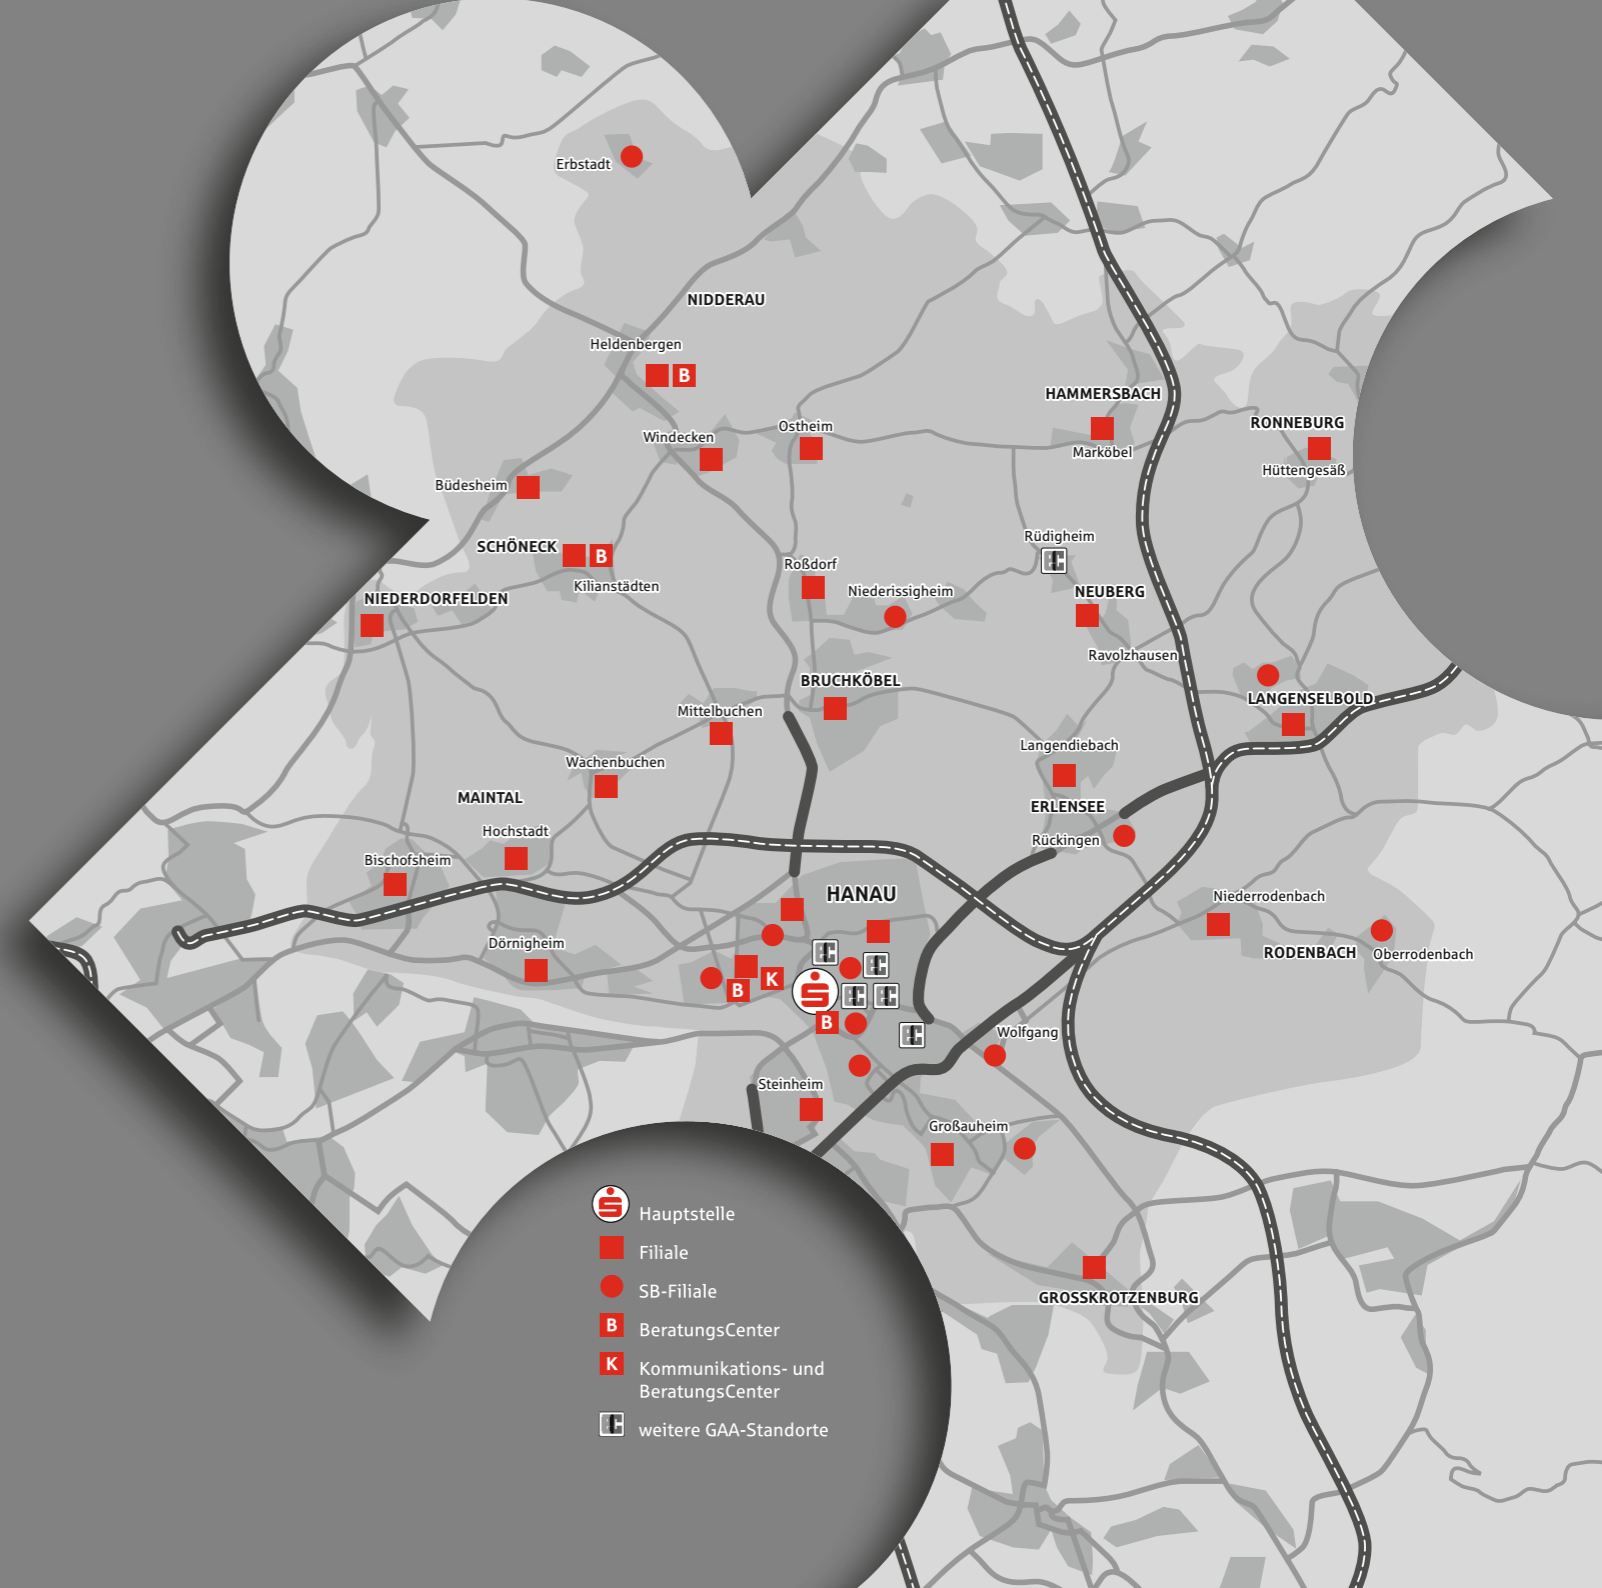 Erbstadt
NIDDERAU
Heldenbergen
B
HAMMERSBACH
Marköbel
RONNEBURG
Hüttengesäß
Windecken
Ostheim
Büdesheim
SCHÖNECK
B
Kilianstädten
Rüdigheim
Roßdorf
Niederissigheim
NEUBERG
NIEDERDORFELDEN
Ravolzhausen
BRUCHKÖBEL
LANGENSELBOLD
Mittelbuchen
Langendiebach
Wachenbuchen
MAINTAL
ERLENSEE
Hochstadt
Rückingen
Bischofsheim
HANAU
Niederrodenbach
Dörnigheim
RODENBACH
Oberrodenbach
K
B
B
Wolfgang
Steinheim
Großauheim
GROSSKROTZENBURG
Hauptstelle
Filiale
SB-Filiale
B BeratungsCenter
K Kommunikations- und
BeratungsCenter
weitere GAA-Standorte